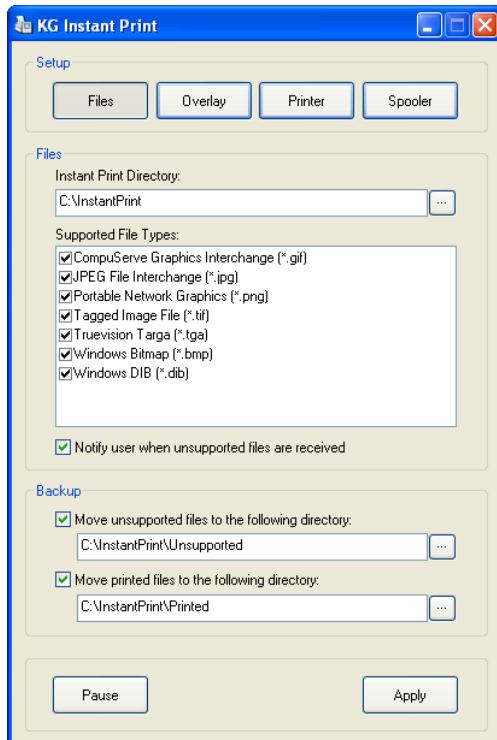 KG Instant Print
Setup
Files Overlay Printer Spooler
Files
Instant Print Directory:
C:\InstantPrint ...
Supported File Types:
CompuServe Graphics Interchange (*.gif)
JPEG File Interchange (*.jpg)
Portable Network Graphics (*.png)
Tagged Image File (*.tif)
Truevision Targa (*.tga)
Windows Bitmap (*.bmp)
Windows DIB (*.dib)
Notify user when unsupported files are received
Backup
Move unsupported files to the following directory:
C:\InstantPrint\Unsupported ...
Move printed files to the following directory:
C:\InstantPrint\Printed ...
Pause Apply